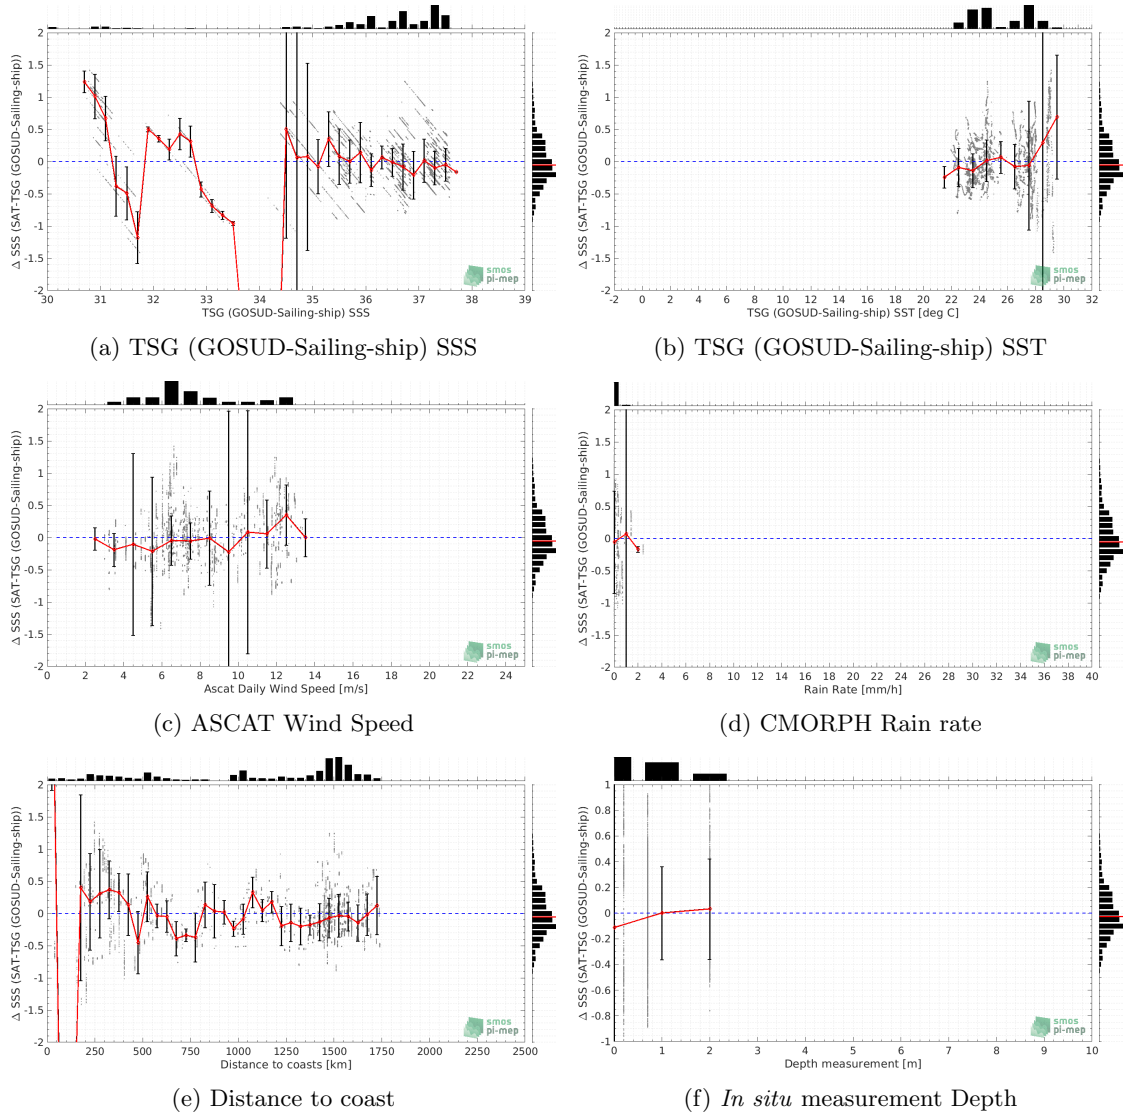 2
1.5
1
0.5
0
-0.5
-1
-1.5
-2
Δ SSS (SAT-TSG (GOSUD-Sailing-ship))
30 31 32 33 34 35 36 37 38 39
TSG (GOSUD-Sailing-ship) SSS
smos
pi-mep
(a) TSG (GOSUD-Sailing-ship) SSS
2
1.5
1
0.5
0
-0.5
-1
-1.5
-2
Δ SSS (SAT-TSG (GOSUD-Sailing-ship))
-2 0 2 4 6 8 10 12 14 16 18 20 22 24 26 28 30 32
TSG (GOSUD-Sailing-ship) SST [deg C]
smos
pi-mep
(b) TSG (GOSUD-Sailing-ship) SST
2
1.5
1
0.5
0
-0.5
-1
-1.5
-2
Δ SSS (SAT-TSG (GOSUD-Sailing-ship))
0 2 4 6 8 10 12 14 16 18 20 22 24
Ascat Daily Wind Speed [m/s]
smos
pi-mep
(c) ASCAT Wind Speed
2
1.5
1
0.5
0
-0.5
-1
-1.5
-2
Δ SSS (SAT-TSG (GOSUD-Sailing-ship))
0 2 4 6 8 10 12 14 16 18 20 22 24 26 28 30 32 34 36 38 40
Rain Rate [mm/h]
smos
pi-mep
(d) CMORPH Rain rate
2
1.5
1
0.5
0
-0.5
-1
-1.5
-2
Δ SSS (SAT-TSG (GOSUD-Sailing-ship))
0 250 500 750 1000 1250 1500 1750 2000 2250 2500
Distance to coasts [km]
smos
pi-mep
(e) Distance to coast
1
0.8
0.6
0.4
0.2
0
-0.2
-0.4
-0.6
-0.8
-1
Δ SSS (SAT-TSG (GOSUD-Sailing-ship))
0 1 2 3 4 5 6 7 8 9 10
Depth measurement [m]
smos
pi-mep
(f) In situ measurement Depth